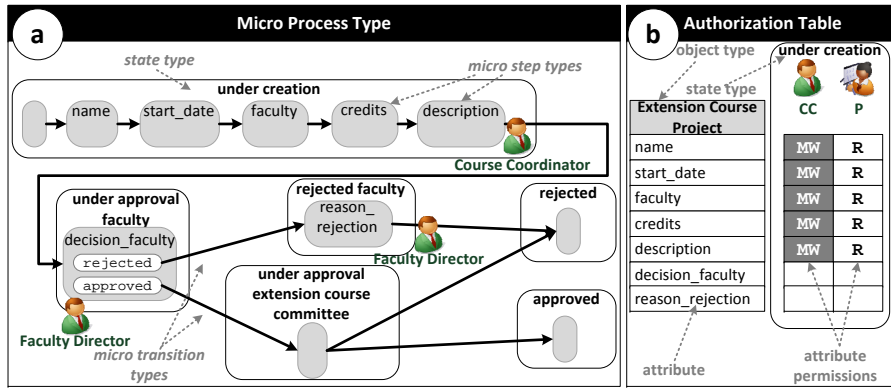 a
Micro Process Type
state type
micro step types
under creation
name
start_date
faculty
credits
description
Course Coordinator
under approval
faculty
decision_faculty
rejected
approved
Faculty Director
rejected faculty
reason_
rejection
Faculty Director
rejected
under approval
extension course
committee
approved
micro transition
types
b
Authorization Table
object type
state type
under creation
CC
P
Extension Course
Project
name MW R
start_date MW R
faculty MW R
credits MW R
description MW R
decision_faculty
reason_rejection
attribute
attribute
permissions